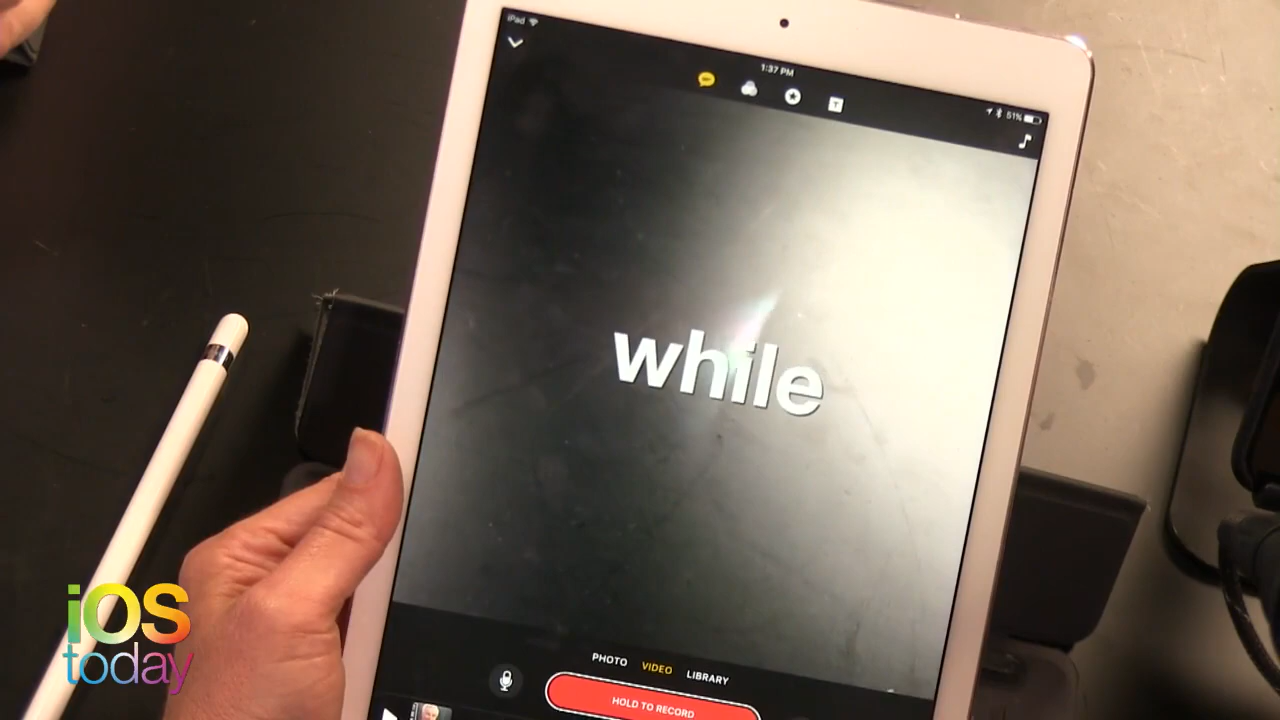 iPad
1:37 PM
51%
T
while
PHOTO VIDEO LIBRARY
HOLD TO RECORD
iOS
today